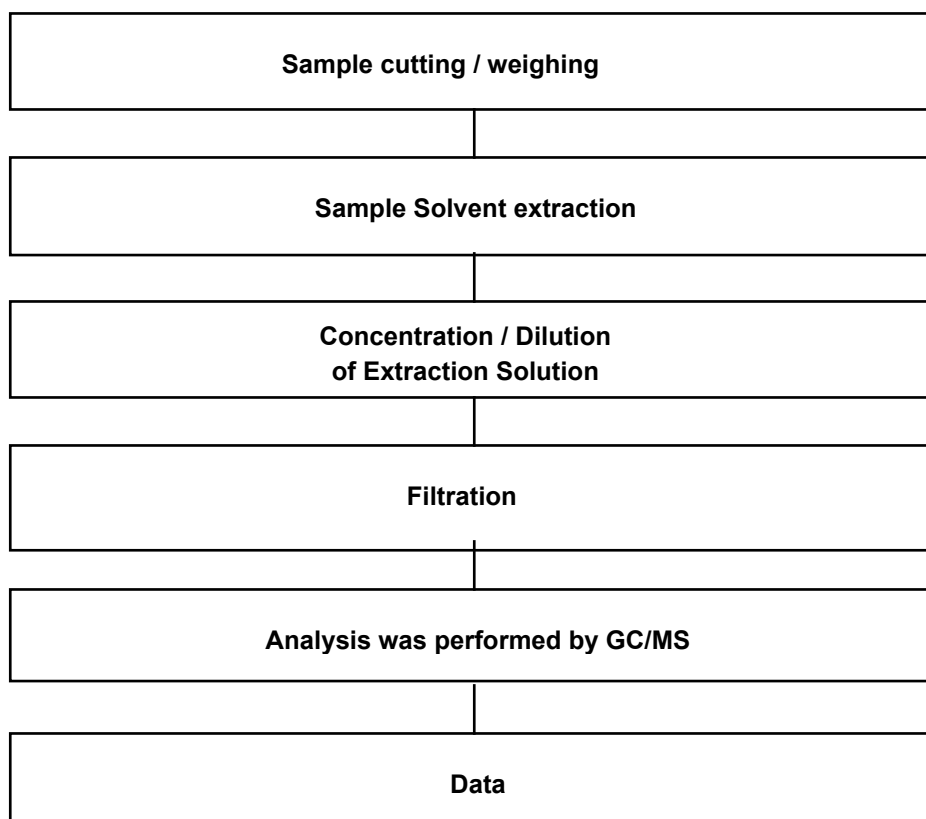 Sample cutting / weighing
Sample Solvent extraction
Concentration / Dilution
of Extraction Solution
Filtration
Analysis was performed by GC/MS
Data